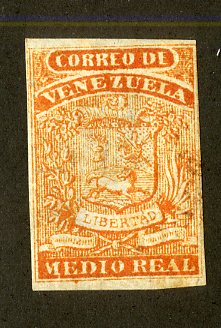 CORREO DE
VENEZUELA
LIBERTAD
MEDIO REAL